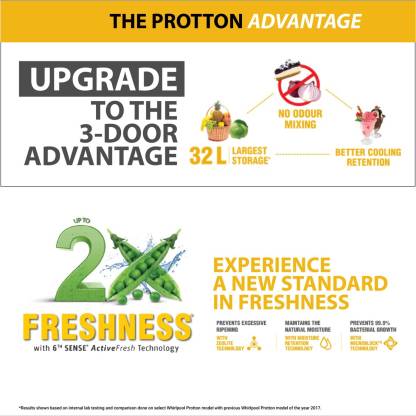 THE PROTTON ADVANTAGE
UPGRADE
TO THE
3-DOOR
ADVANTAGE
NO ODOUR
MIXING
32 L LARGEST
STORAGE*
BETTER COOLING
RETENTION
UP TO
2X
FRESHNESS*
with 6TH SENSE® ActiveFresh Technology
EXPERIENCE
A NEW STANDARD
IN FRESHNESS
PREVENTS EXCESSIVE
RIPENING
WITH
ZEOLITE
TECHNOLOGY
MAINTAINS THE
NATURAL MOISTURE
WITH MOISTURE
RETENTION
TECHNOLOGY
PREVENTS 99.9%
BACTERIAL GROWTH
WITH
MICROBLOCK™
TECHNOLOGY
*Results shown based on internal lab testing and comparison done on select Whirlpool Protton model with previous Whirlpool Protton model of the year 2017.